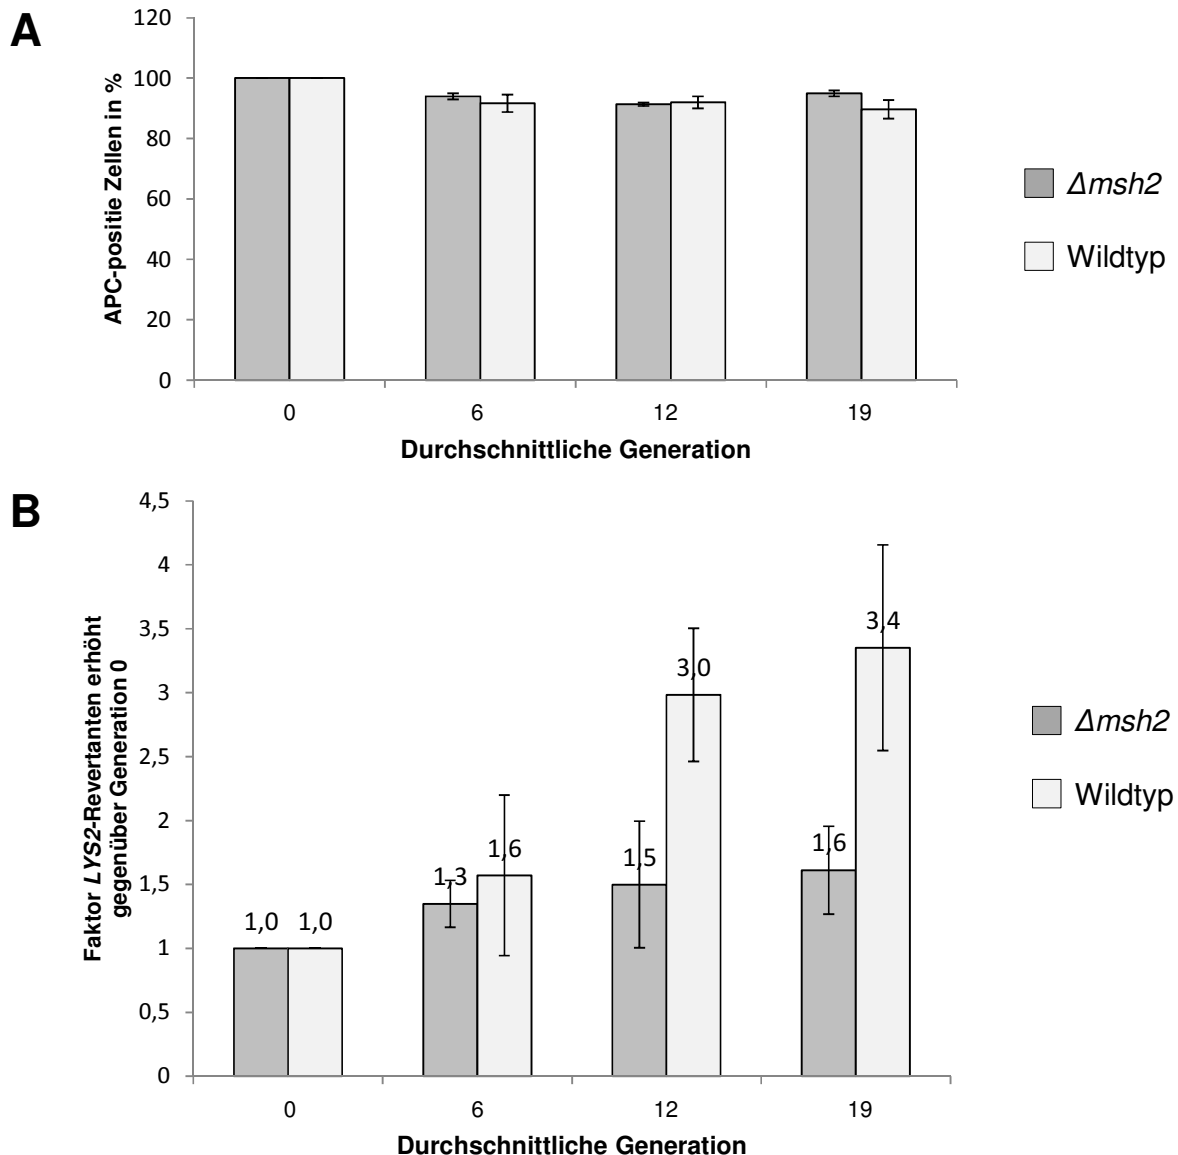 A
120
100
80
60
40
20
0
APC-positie Zellen in %
0 6 12 19
Durchschnittliche Generation
Δmsh2
Wildtyp
B
4,5
4
3,5
3
2,5
2
1,5
1
0,5
0
Faktor LYS2-Revertanten erhöht
gegenüber Generation 0
1,0 1,0 1,3 1,6 1,5 3,0 1,6 3,4
0 6 12 19
Durchschnittliche Generation
Δmsh2
Wildtyp